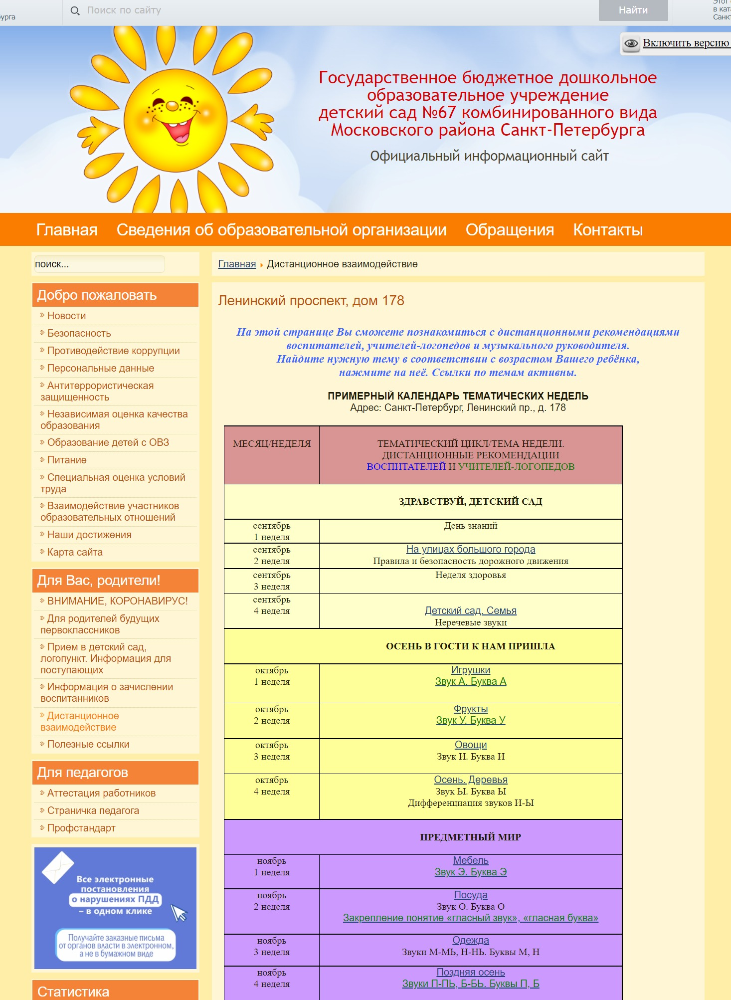 Поиск по сайту
Найти
Включить версию
Государственное бюджетное дошкольное
образовательное учреждение
детский сад №67 комбинированного вида
Московского района Санкт-Петербурга
Официальный информационный сайт
Главная Сведения об образовательной организации Обращения Контакты
поиск...
Добро пожаловать
Новости
Безопасность
Противодействие коррупции
Персональные данные
Антитеррористическая
защищенность
Независимая оценка качества
образования
Образование детей с ОВЗ
Питание
Специальная оценка условий
труда
Взаимодействие участников
образовательных отношений
Наши достижения
Карта сайта
Для Вас, родители!
ВНИМАНИЕ, КОРОНАВИРУС!
Для родителей будущих
первоклассников
Прием в детский сад,
логопункт. Информация для
поступающих
Информация о зачислении
воспитанников
Дистанционное
взаимодействие
Полезные ссылки
Для педагогов
Аттестация работников
Страничка педагога
Профстандарт
Все электронные
постановления
о нарушениях ПДД
– в одном клике
Получайте заказные письма
от органов власти в электронном,
а не в бумажном виде
Статистика
Главная Дистанционное взаимодействие
Ленинский проспект, дом 178
На этой странице Вы сможете познакомиться с дистанционными рекомендациями
воспитателей, учителей-логопедов и музыкального руководителя.
Найдите нужную тему в соответствии с возрастом Вашего ребёнка,
нажмите на неё. Ссылки по темам активны.
ПРИМЕРНЫЙ КАЛЕНДАРЬ ТЕМАТИЧЕСКИХ НЕДЕЛЬ
Адрес: Санкт-Петербург, Ленинский пр., д. 178
МЕСЯЦ/НЕДЕЛЯ
ТЕМАТИЧЕСКИЙ ЦИКЛ/ТЕМА НЕДЕЛИ.
ДИСТАНЦИОННЫЕ РЕКОМЕНДАЦИИ
ВОСПИТАТЕЛЕЙ И УЧИТЕЛЕЙ-ЛОГОПЕДОВ
ЗДРАВСТВУЙ, ДЕТСКИЙ САД
сентябрь
1 неделя
День знаний
сентябрь
2 неделя
На улицах большого города
Правила и безопасность дорожного движения
сентябрь
3 неделя
Неделя здоровья
сентябрь
4 неделя
Детский сад. Семья
Неречевые звуки
ОСЕНЬ В ГОСТИ К НАМ ПРИШЛА
октябрь
1 неделя
Игрушки
Звук А. Буква А
октябрь
2 неделя
Фрукты
Звук У. Буква У
октябрь
3 неделя
Овощи
Звук И. Буква И
октябрь
4 неделя
Осень. Деревья
Звук Ы. Буква Ы
Дифференциация звуков И-Ы
ПРЕДМЕТНЫЙ МИР
ноябрь
1 неделя
Мебель
Звук Э. Буква Э
ноябрь
2 неделя
Посуда
Звук О. Буква О
Закрепление понятие «гласный звук», «гласная буква»
ноябрь
3 неделя
Одежда
Звуки М-МЬ, Н-НЬ. Буквы М, Н
ноябрь
4 неделя
Поздняя осень
Звуки П-ПЬ, Б-БЬ. Буквы П, Б